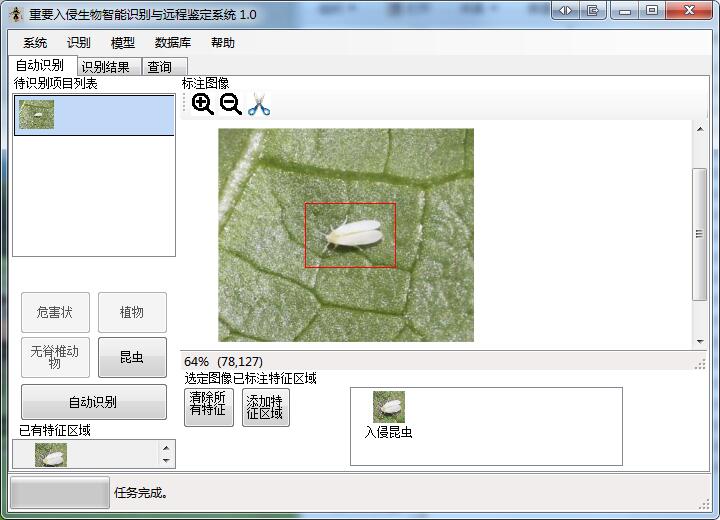 重要入侵生物智能识别与远程鉴定系统 1.0
系统 识别 模型 数据库 帮助
自动识别 识别结果 查询
待识别项目列表
标注图像
危害状 植物
无脊椎动
物
昆虫
自动识别
已有特征区域
64% (78,127)
选定图像已标注特征区域
清除所
有特征
添加特
征区域
入侵昆虫
任务完成。